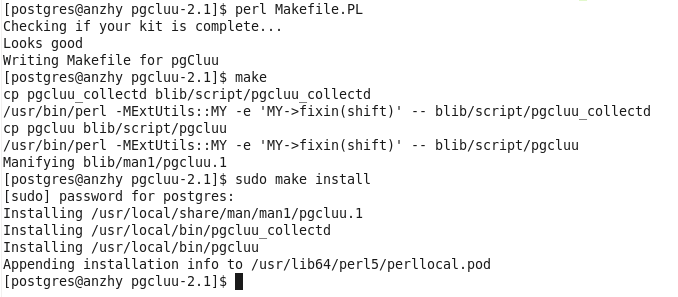 [postgres@anzhy pgcluu-2.1]$ perl Makefile.PL
Checking if your kit is complete...
Looks good
Writing Makefile for pgCluu
[postgres@anzhy pgcluu-2.1]$ make
cp pgcluu_collectd blib/script/pgcluu_collectd
/usr/bin/perl -MExtUtils::MY -e 'MY->fixin(shift)' -- blib/script/pgcluu_collectd
cp pgcluu blib/script/pgcluu
/usr/bin/perl -MExtUtils::MY -e 'MY->fixin(shift)' -- blib/script/pgcluu
Manifying blib/man1/pgcluu.1
[postgres@anzhy pgcluu-2.1]$ sudo make install
[sudo] password for postgres:
Installing /usr/local/share/man/man1/pgcluu.1
Installing /usr/local/bin/pgcluu_collectd
Installing /usr/local/bin/pgcluu
Appending installation info to /usr/lib64/perl5/perllocal.pod
[postgres@anzhy pgcluu-2.1]$